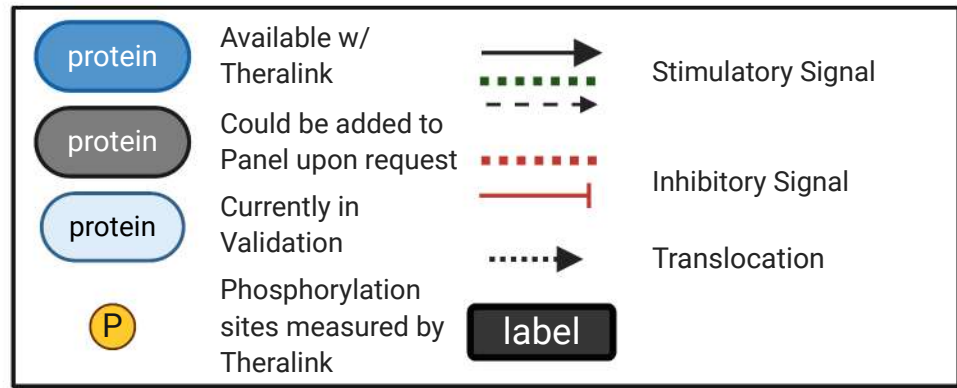 protein
Available w/
Theralink
protein
Could be added to
Panel upon request
protein
Currently in
Validation
P
Phosphorylation
sites measured by
Theralink
Stimulatory Signal
Inhibitory Signal
Translocation
label